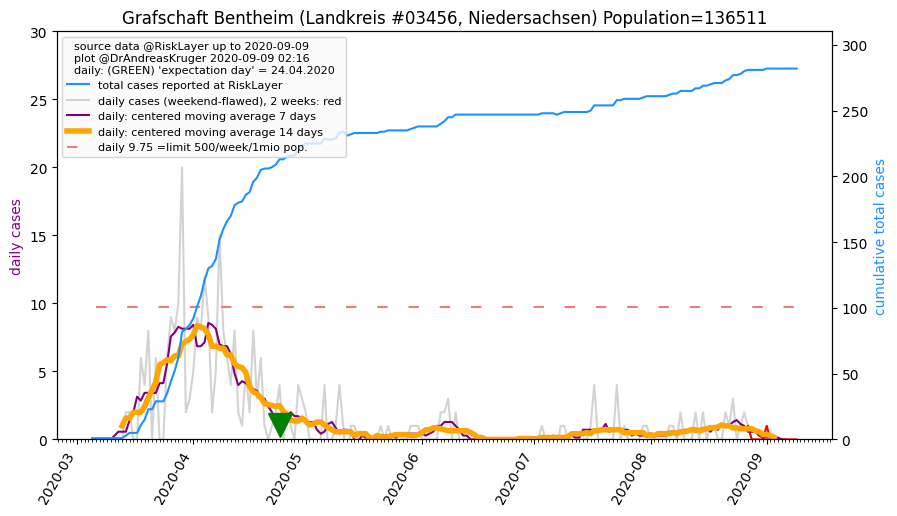 Grafschaft Bentheim (Landkreis #03456, Niedersachsen) Population=136511
source data @RiskLayer up to 2020-09-09
plot @DrAndreasKruger 2020-09-09 02:16
daily: (GREEN) 'expectation day' = 24.04.2020
total cases reported at RiskLayer
daily cases (weekend-flawed), 2 weeks: red
daily: centered moving average 7 days
daily: centered moving average 14 days
daily 9.75 =limit 500/week/1mio pop.
daily cases
30
25
20
15
10
5
0
300
250
200
150
100
50
0
cumulative total cases
2020-03
2020-04
2020-05
2020-06
2020-07
2020-08
2020-09